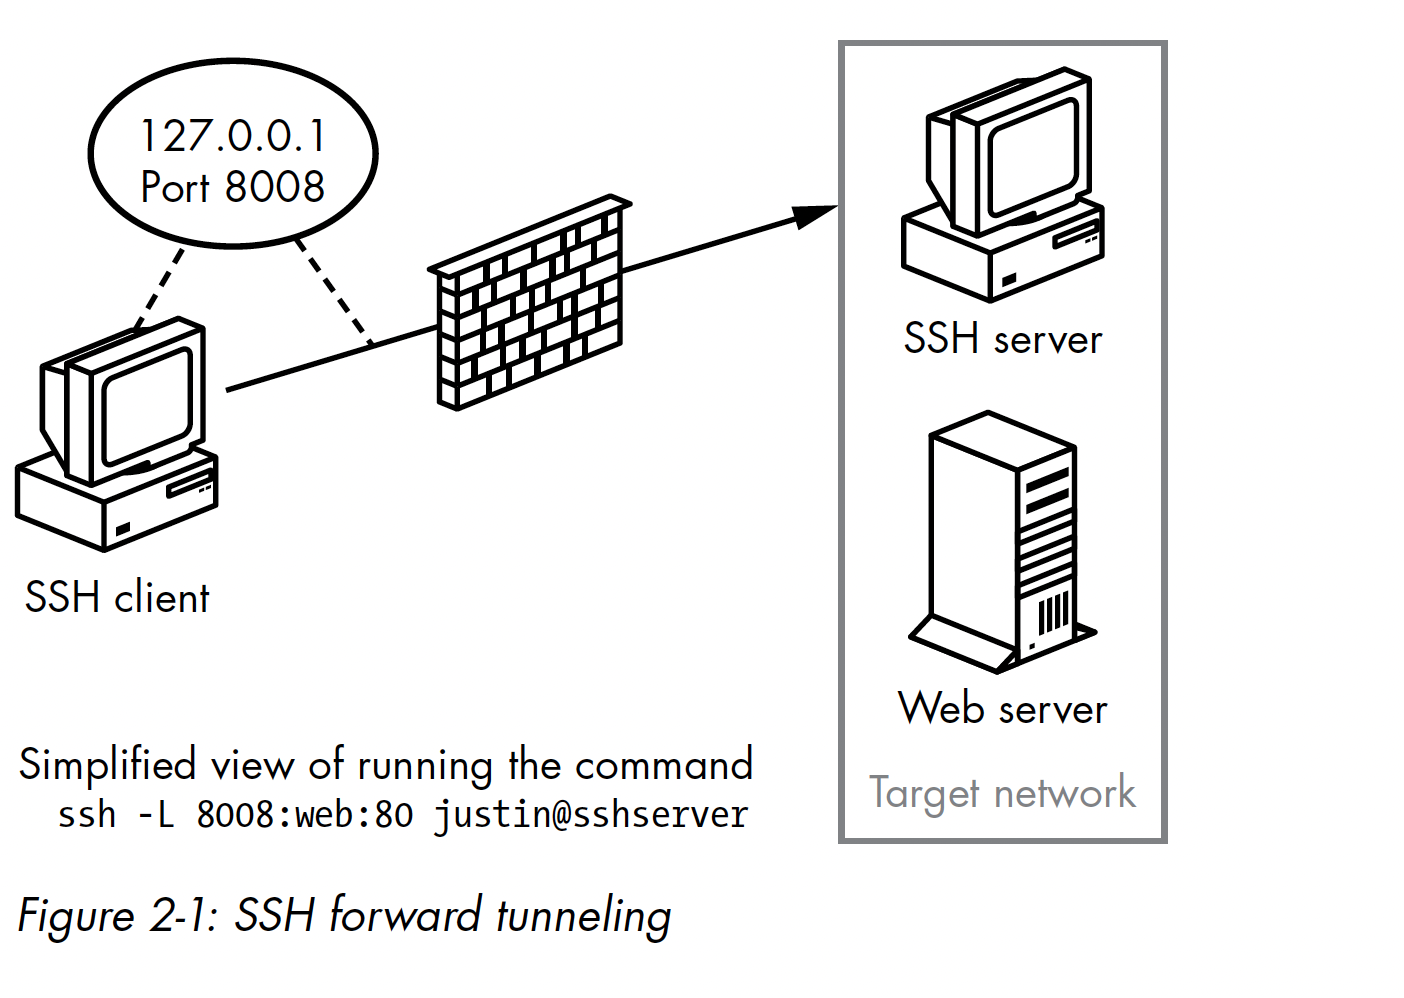 127.0.0.1
Port 8008
SSH client
SSH server
Web server
Target network
Simplified view of running the command
ssh -L 8008:web:80 justin@sshserver
Figure 2-1: SSH forward tunneling